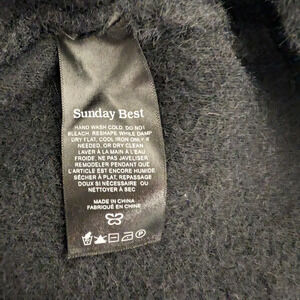 Sunday Best
HAND WASH COLD. DO NOT
BLEACH. RESHAPE WHILE DAMP.
DRY FLAT, COOL IRON ONLY IF
NEEDED, OR DRY CLEAN
LAVER À LA MAIN À L'EAU
FROIDE. NE PAS JAVELISER
REMODELER PENDANT QUE
L'ARTICLE EST ENCORE HUMIDE
SÉCHER À PLAT, REPASSAGE
DOUX SI NÉCESSAIRE OU
NETTOYER À SEC
MADE IN CHINA
FABRIQUÉ EN CHINE